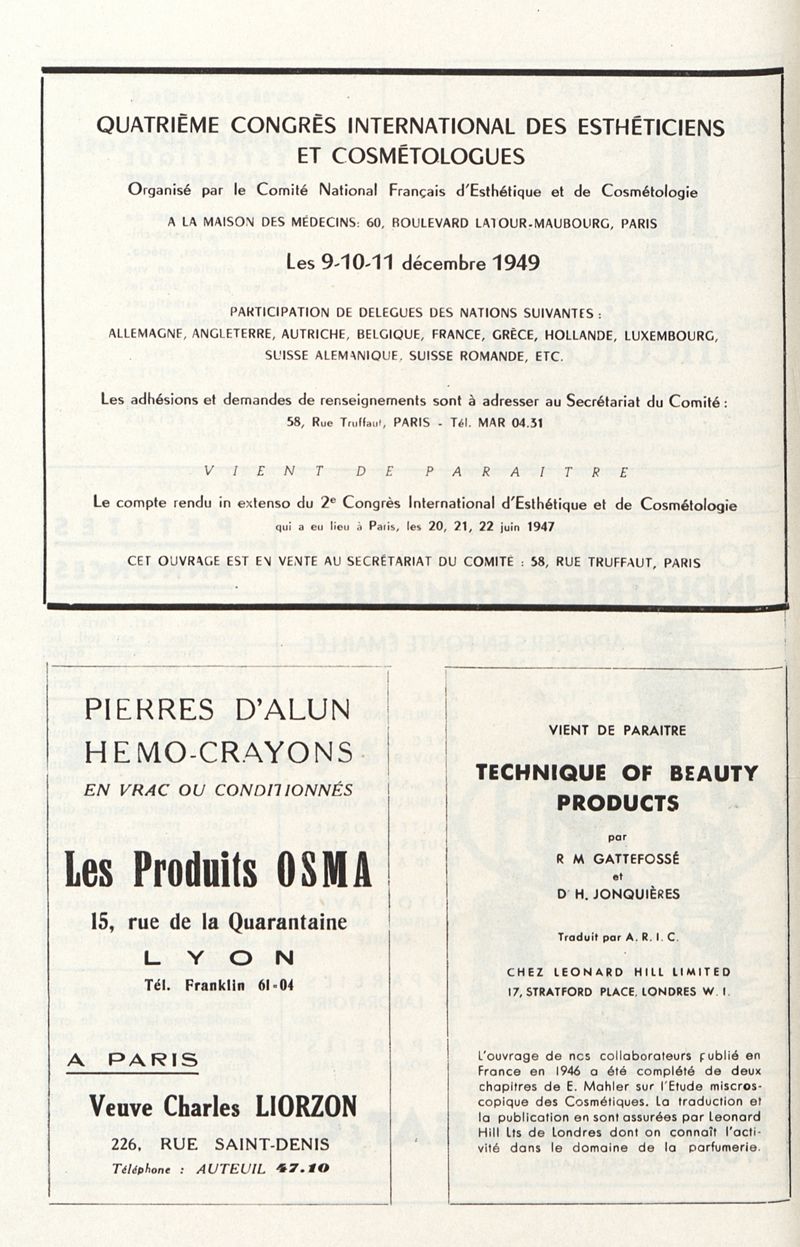 QUATRIÈME CONGRÈS INTERNATIONAL DES ESTHÉTICIENS
ET COSMÉTOLOGUES
Organisé par le Comité National Français d'Esthétique et de Cosmétologie
A LA MAISON DES MÉDECINS: 60, BOULEVARD LATOUR-MAUBOURG, PARIS
Les 9-10-11 décembre 1949
PARTICIPATION DE DELEGUES DES NATIONS SUIVANTES :
ALLEMAGNE, ANGLETERRE, AUTRICHE, BELGIQUE, FRANCE, GRÈCE, HOLLANDE, LUXEMBOURG,
SUISSE ALEMANIQUE, SUISSE ROMANDE, ETC.
Les adhésions et demandes de renseignements sont à adresser au Secrétariat du Comité :
58, Rue Truffaut, PARIS - Tél. MAR 04.31
VIENT DE PARAITRE
Le compte rendu in extenso du 2e Congrès International d'Esthétique et de Cosmétologie
qui a eu lieu à Paris, les 20, 21, 22 juin 1947
CET OUVRAGE EST EN VENTE AU SECRÉTARIAT DU COMITÉ : 58, RUE TRUFFAUT, PARIS
PIERRES D'ALUN
HEMO-CRAYONS
EN VRAC OU CONDITIONNÉS
Les Produits OSMA
15, rue de la Quarantaine
LYON
Tél. Franklin 61-04
A PARIS
Veuve Charles LIORZON
226, RUE SAINT-DENIS
Téléphone : AUTEUIL 47.10
VIENT DE PARAITRE
TECHNIQUE OF BEAUTY
PRODUCTS
par
R M GATTEFOSSÉ
et
Dr H. JONQUIÈRES
Traduit par A. R. I. C.
CHEZ LEONARD HILL LIMITED
17, STRATFORD PLACE, LONDRES W. I.
L'ouvrage de nos collaborateurs publié en
France en 1946 a été complété de deux
chapitres de E. Mahler sur l'Etude miscros-
copique des Cosmétiques. La traduction et
la publication en sont assurées par Leonard
Hill Lts de Londres dont on connaît l'acti-
vité dans le domaine de la parfumerie.